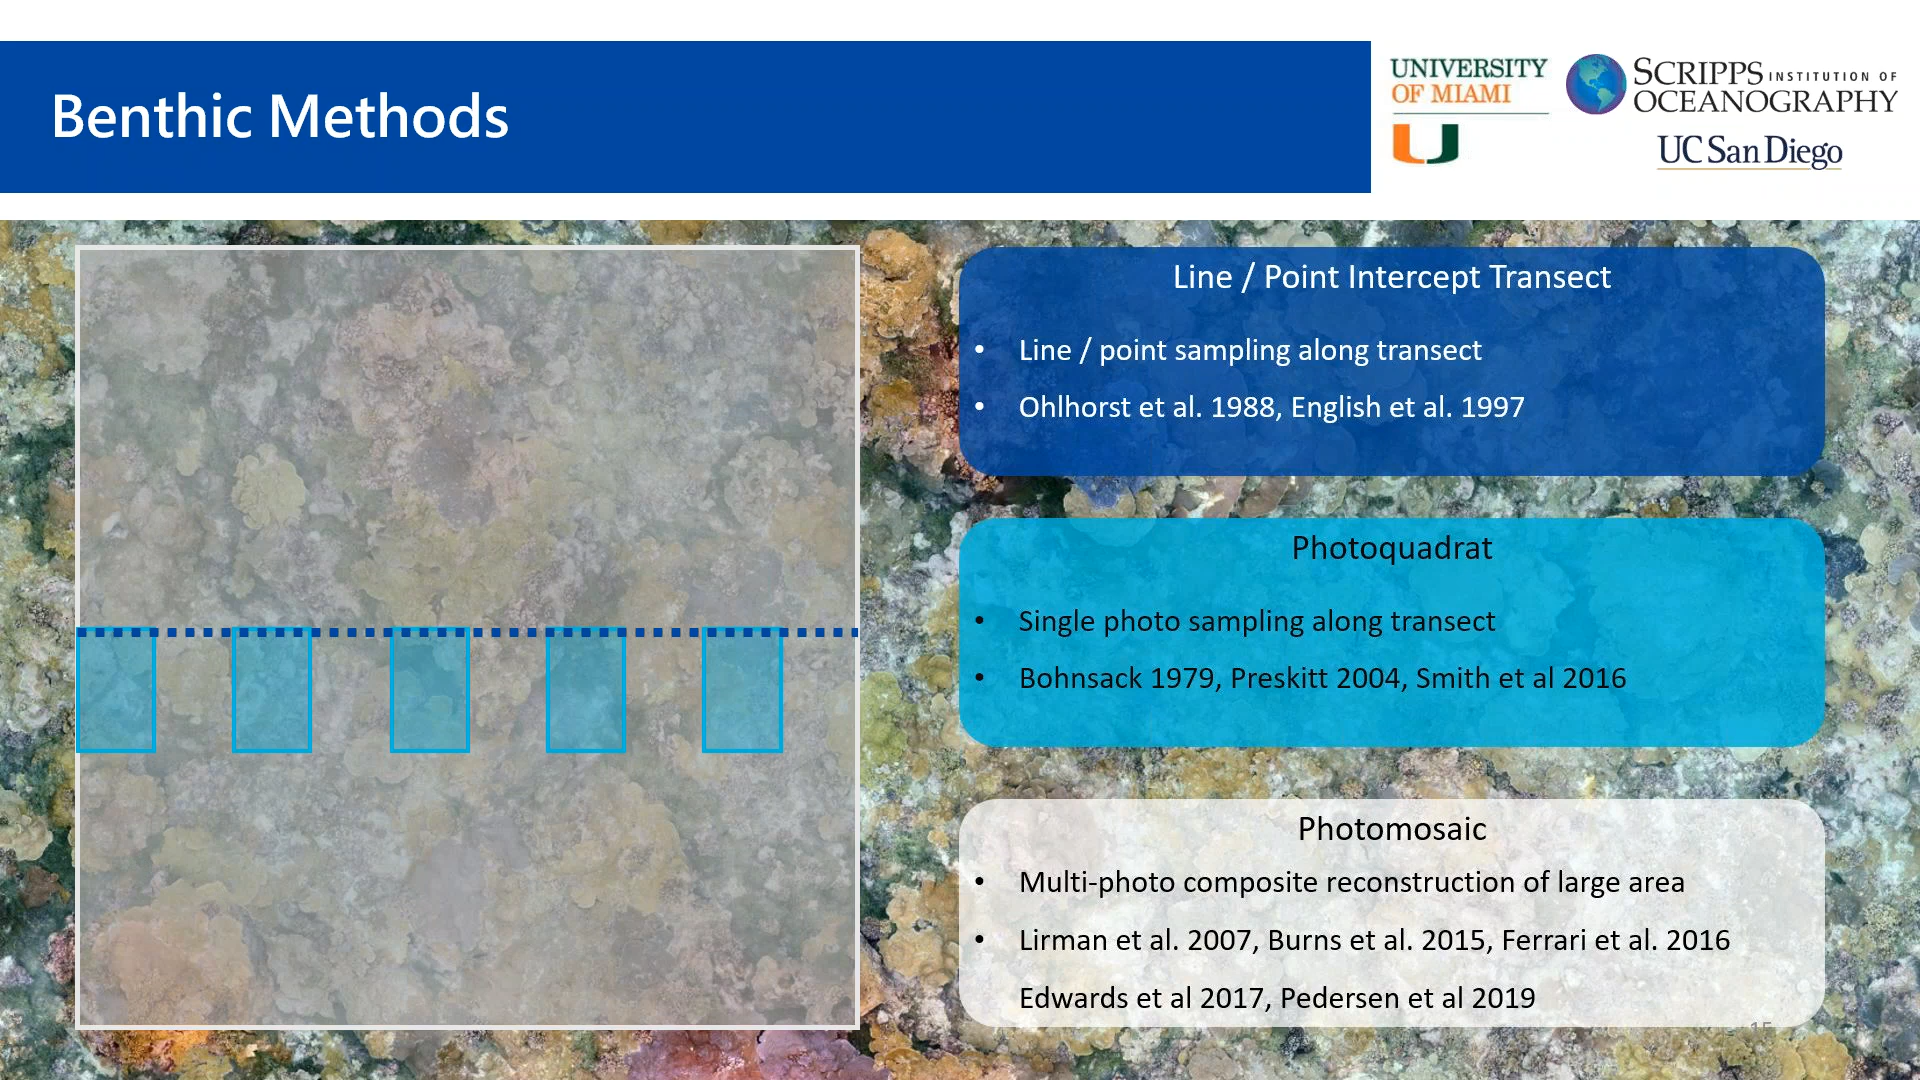 Benthic Methods
UNIVERSITY
OF MIAMI
U
SCRIPPS INSTITUTION OF
OCEANOGRAPHY
UC San Diego
Line / Point Intercept Transect
• Line / point sampling along transect
• Ohlhorst et al. 1988, English et al. 1997
Photoquadrat
• Single photo sampling along transect
• Bohnsack 1979, Preskitt 2004, Smith et al 2016
Photomosaic
• Multi-photo composite reconstruction of large area
• Lirman et al. 2007, Burns et al. 2015, Ferrari et al. 2016
Edwards et al 2017, Pedersen et al 2019
15